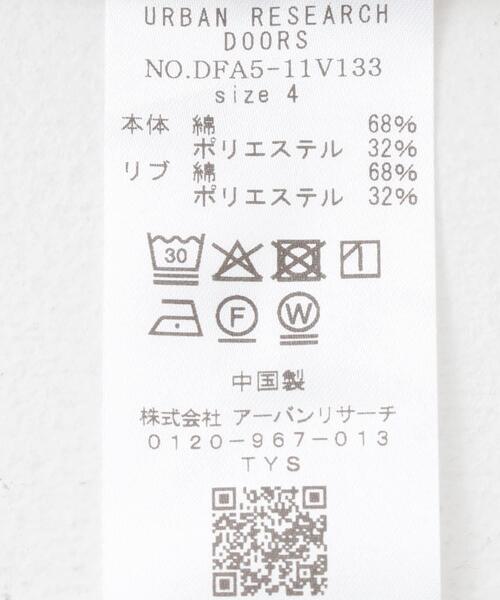 URBAN RESEARCH
DOORS
NO.DFA5-11V133
size 4
本体 綿 68%
ポリエステル 32%
リブ 綿 68%
ポリエステル 32%
30
F W
中国製
株式会社 アーバンリサーチ
0120-967-013
TYS